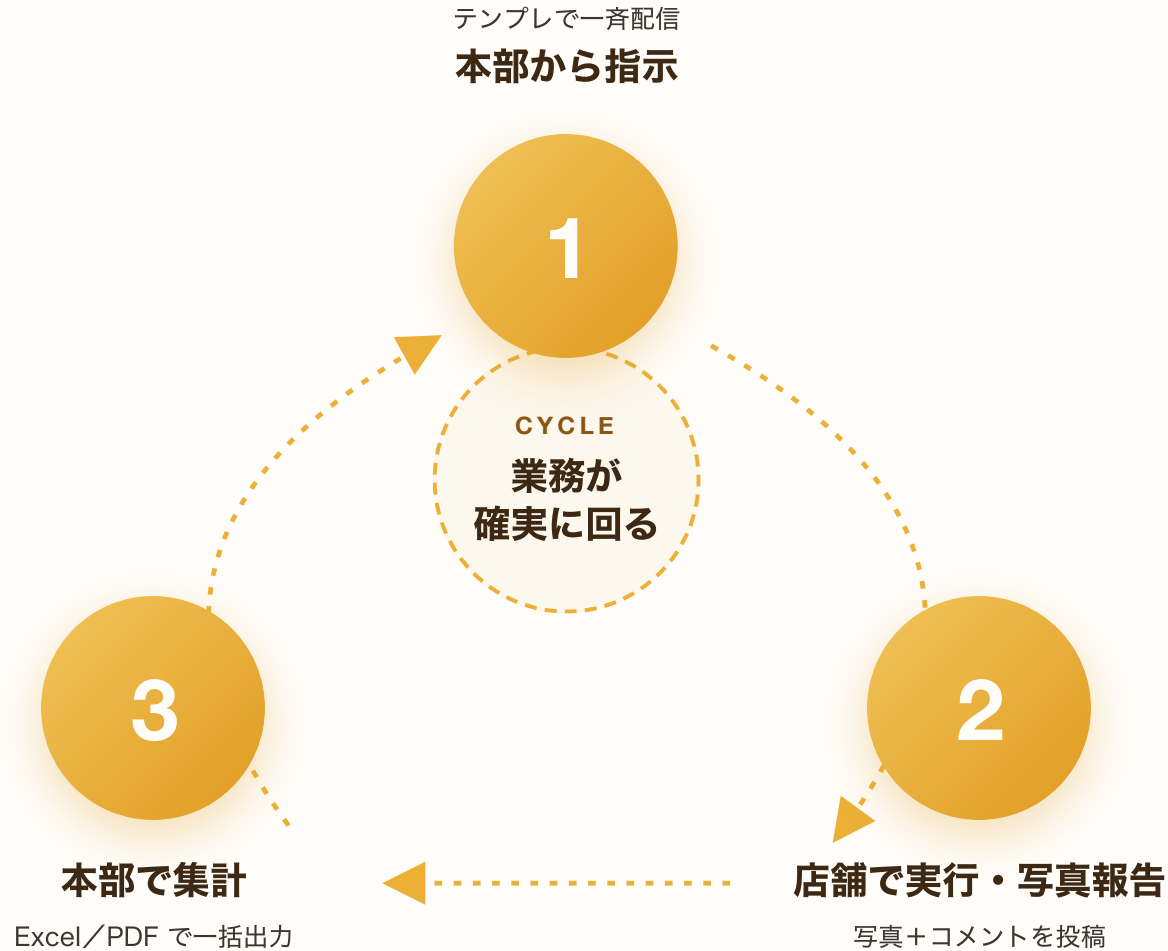 テンプレで一斉配信
本部から指示
1
CYCLE
業務が
確実に回る
3
2
本部で集計
Excel／PDF で一括出力
店舗で実行・写真報告
写真＋コメントを投稿